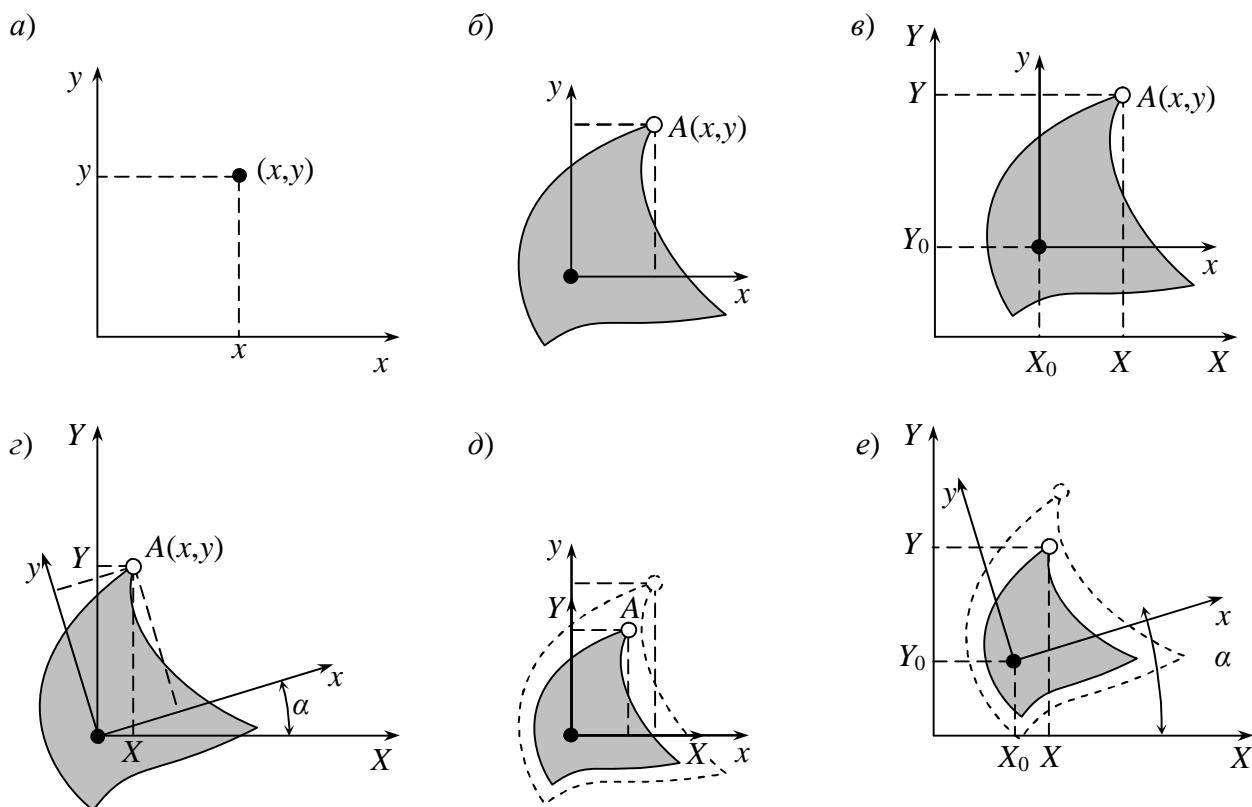 а)
y
y
(x,y)
x
x
б)
y
A(x,y)
x
в)
Y
y
Y
A(x,y)
Y0
x
X0
X
X
г)
Y
Y
A(x,y)
y
x
α
X
X
д)
y
Y
A
X
x
е)
Y
y
Y
x
Y0
α
X0
X
X